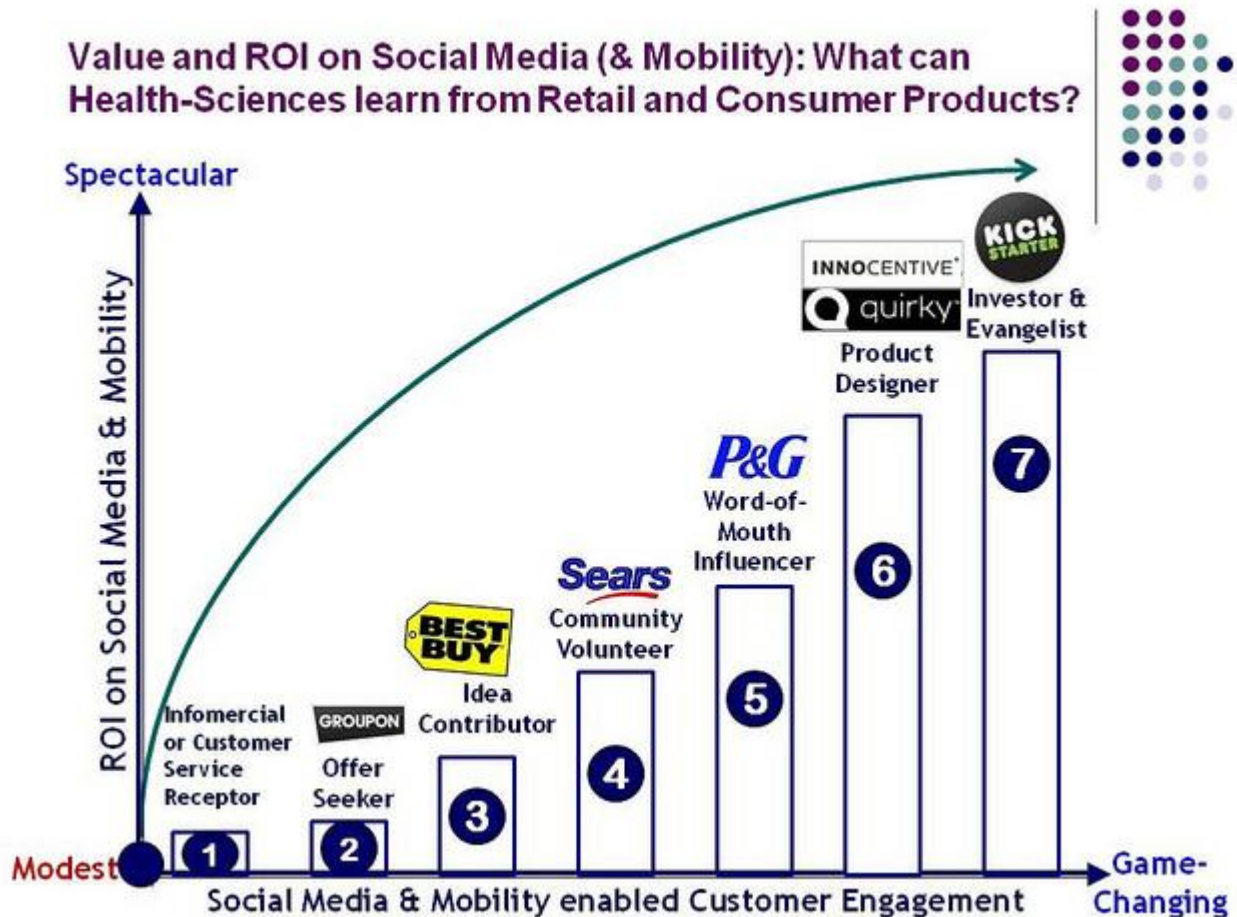 Value and ROI on Social Media (& Mobility): What can
Health-Sciences learn from Retail and Consumer Products?
Spectacular
ROI on Social Media & Mobility
Modest
Infomercial
or Customer
Service
Receptor
1
GROUPON
Offer
Seeker
2
BEST
BUY
Idea
Contributor
3
Sears
Community
Volunteer
4
P&G
Word-of-
Mouth
Influencer
5
INNOCENTIVE
quirky
Product
Designer
6
KICK
STARTER
Investor &
Evangelist
7
Social Media & Mobility enabled Customer Engagement
Game-
Changing